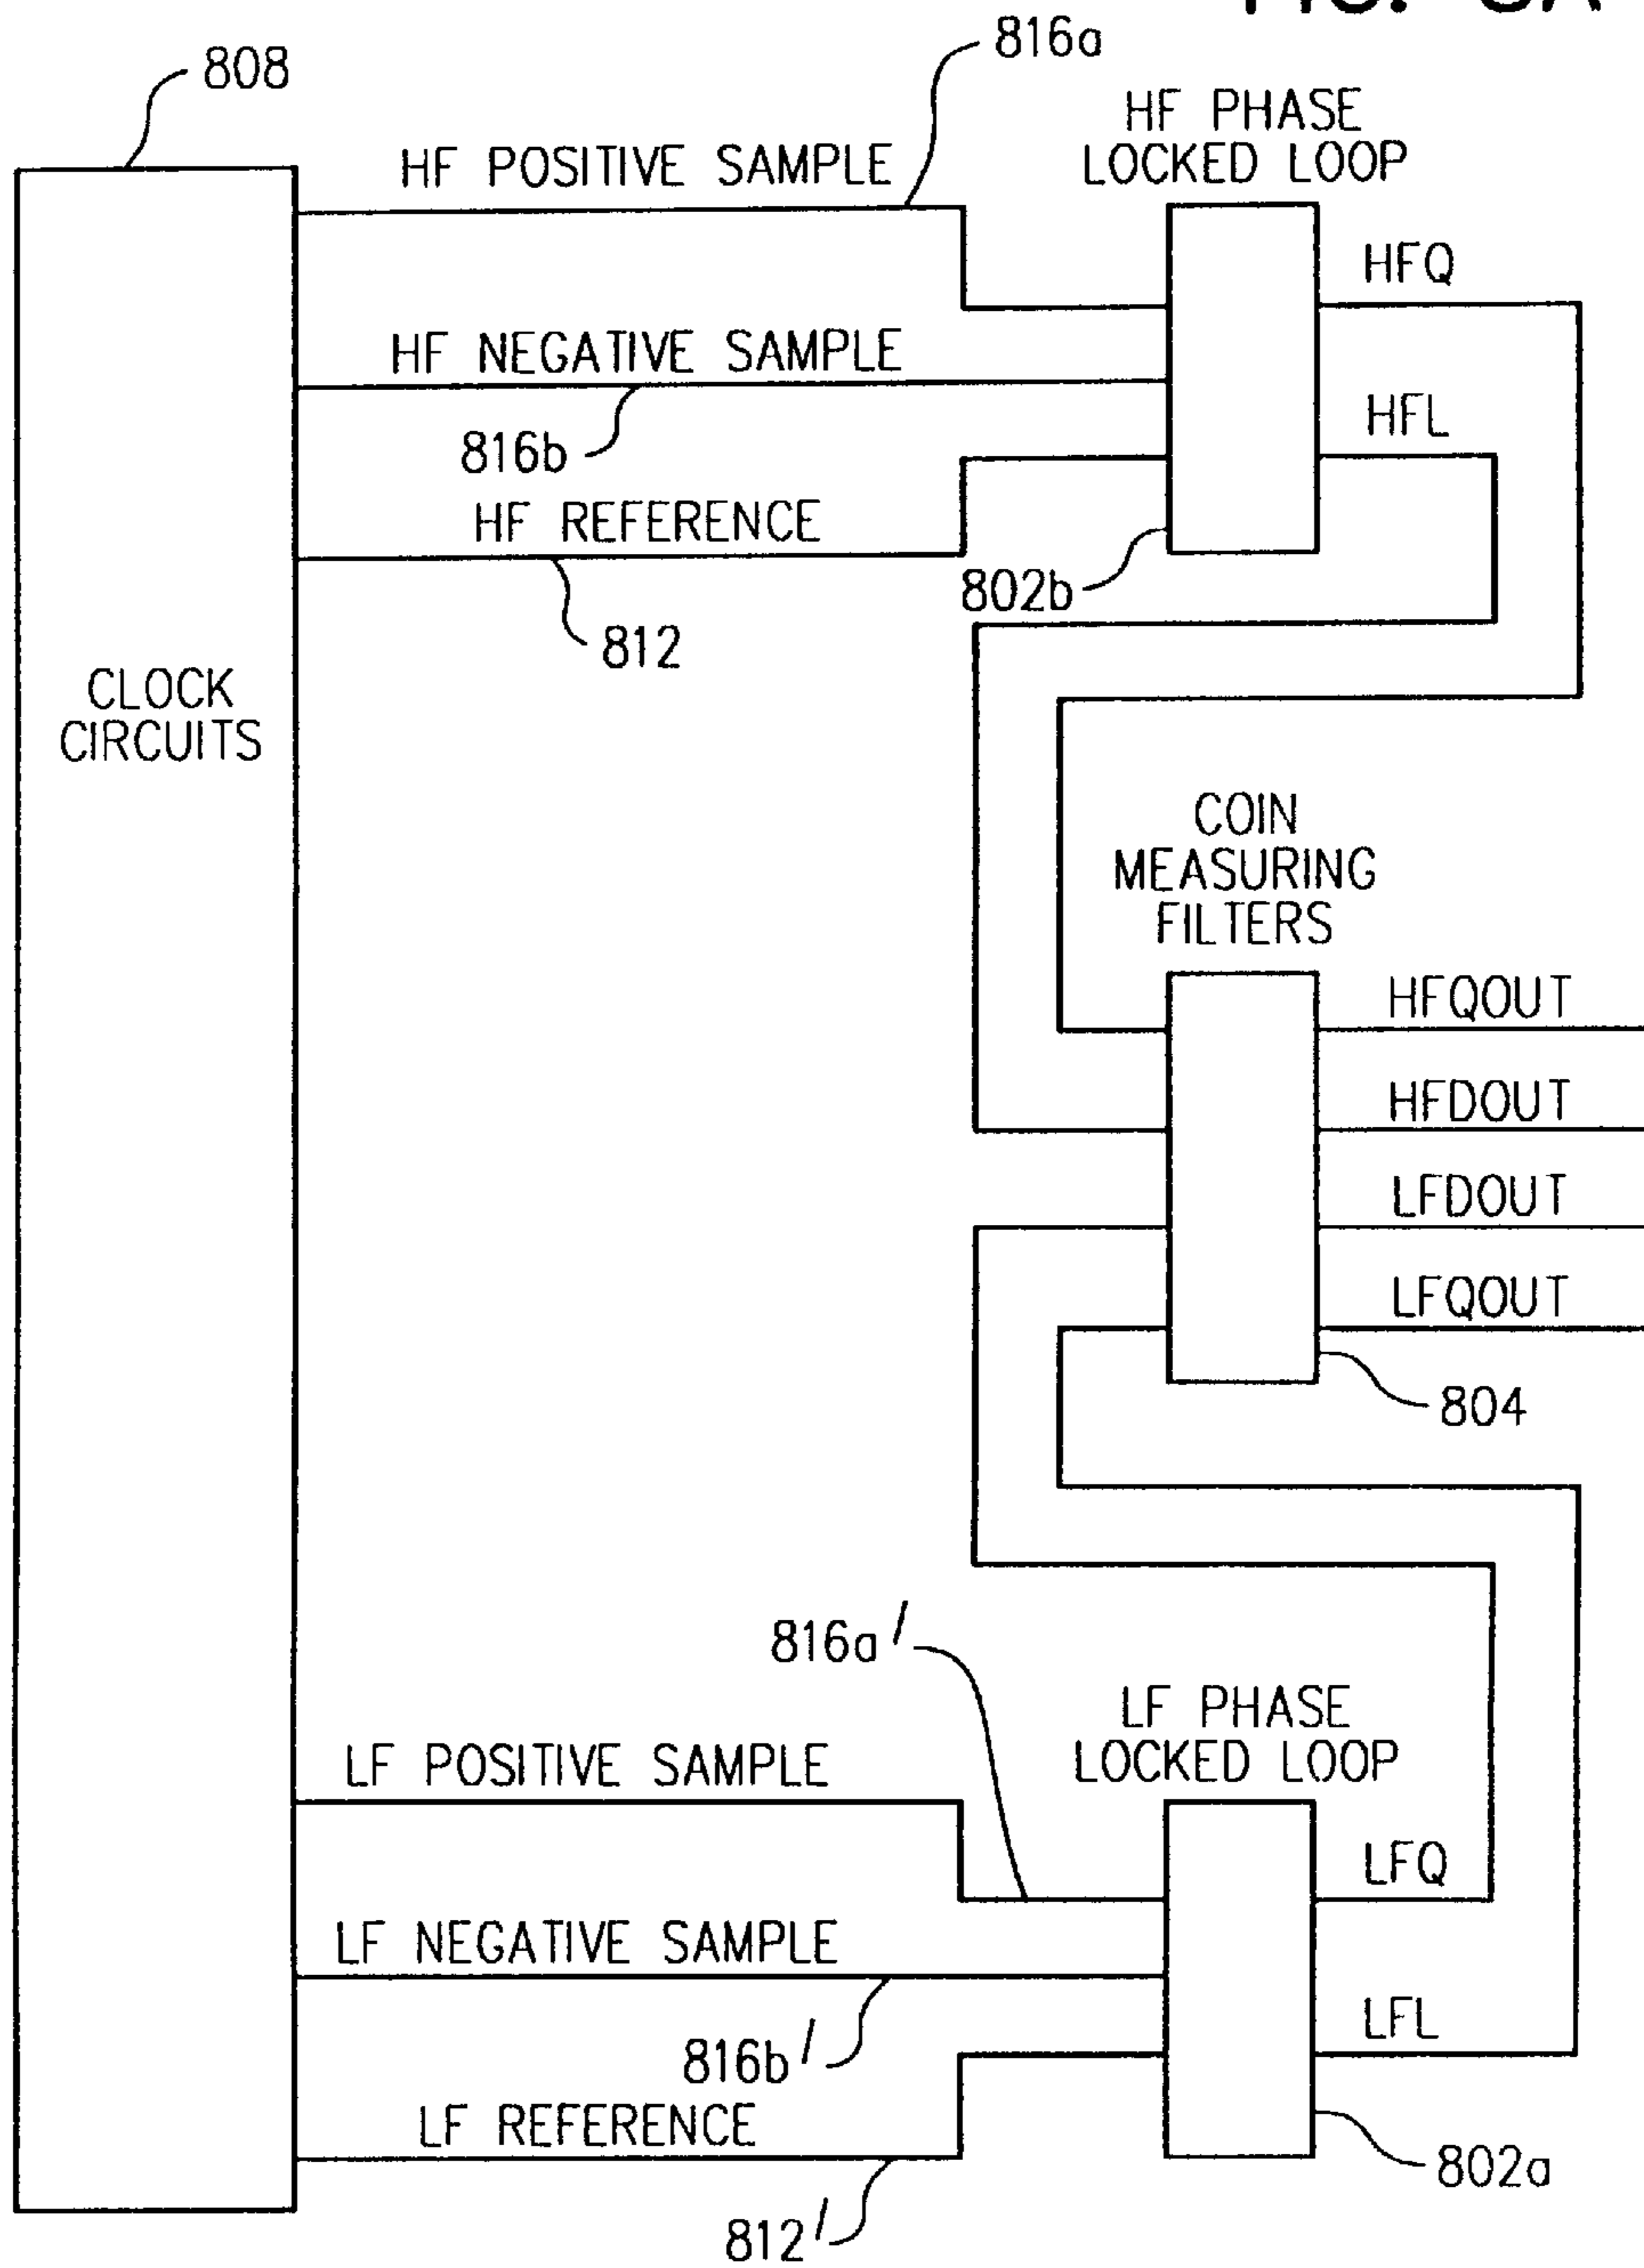 808
816a
HF PHASE
LOCKED LOOP
HF POSITIVE SAMPLE
HFQ
HF NEGATIVE SAMPLE
816b
HFL
HF REFERENCE
802b
812
CLOCK
CIRCUITS
COIN
MEASURING
FILTERS
HFQOUT
HFDOUT
LFDOUT
LFQOUT
804
816a'
LF PHASE
LOCKED LOOP
LF POSITIVE SAMPLE
LFQ
LF NEGATIVE SAMPLE
816b'
LFL
LF REFERENCE
802a
812'